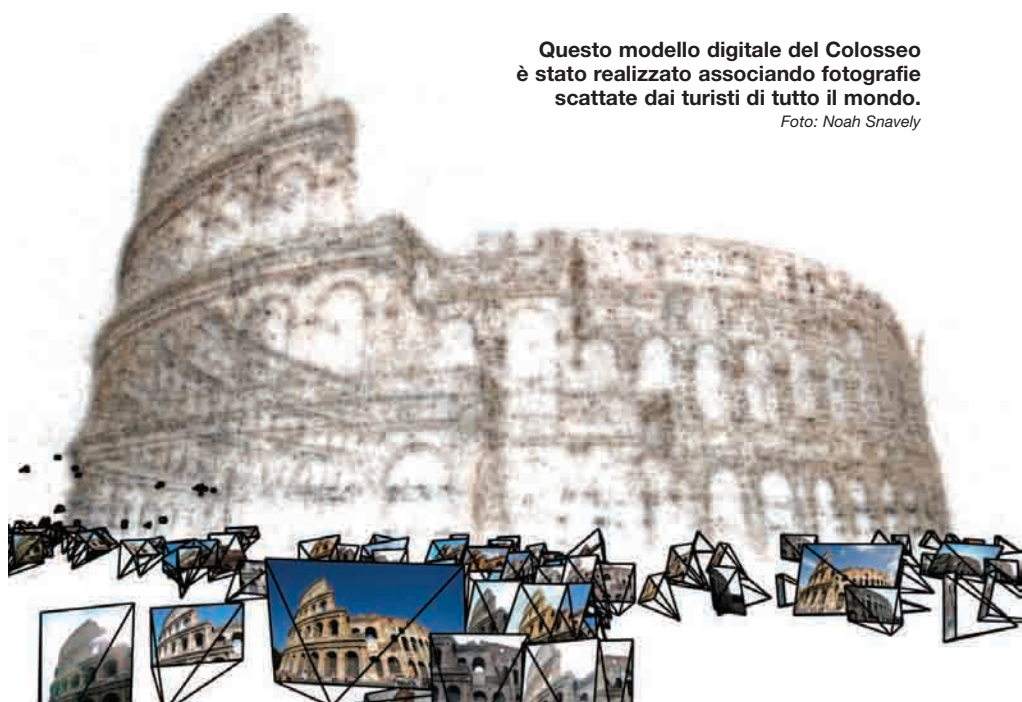 Questo modello digitale del Colosseo
è stato realizzato associando fotografie
scattate dai turisti di tutto il mondo.
Foto: Noah Snavely